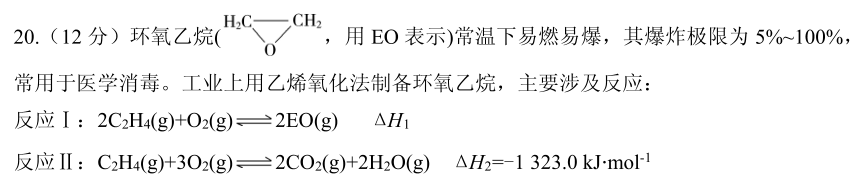 20.（12 分）环氧乙烷( H₂C CH₂ O ，用 EO 表示)常温下易燃易爆，其爆炸极限为 5%~100%，
常用于医学消毒。工业上用乙烯氧化法制备环氧乙烷，主要涉及反应：
反应Ⅰ：2C₂H₄(g)+O₂(g)⇌2EO(g) ΔH₁
反应Ⅱ：C₂H₄(g)+3O₂(g)⇌2CO₂(g)+2H₂O(g) ΔH₂=−1 323.0 kJ·mol⁻¹